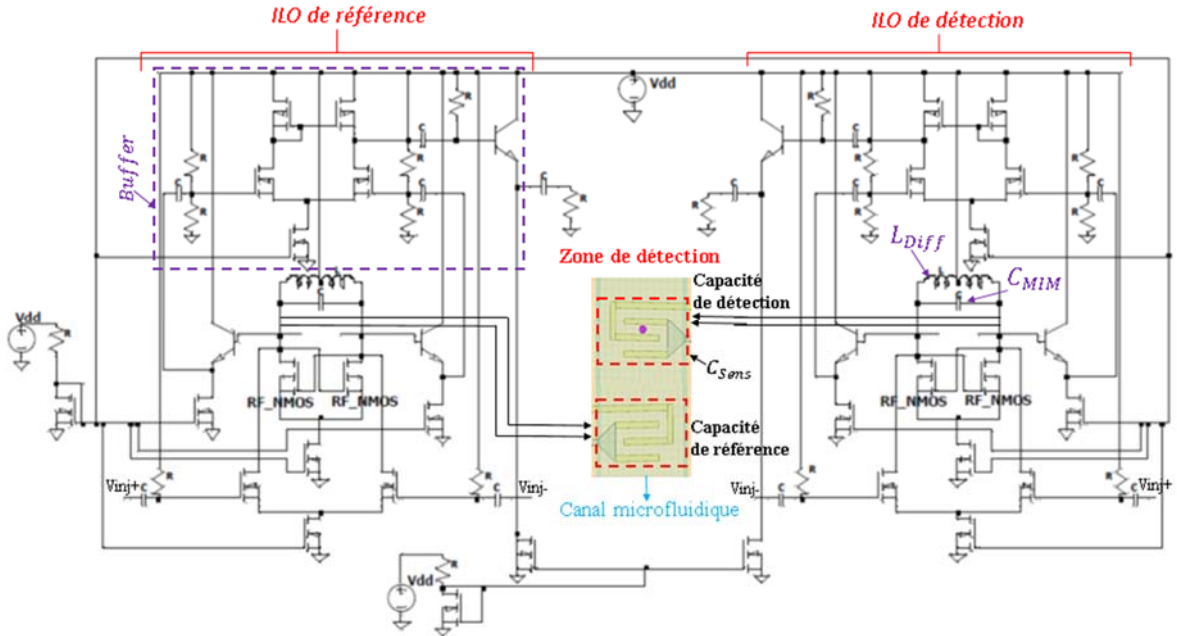 ILO de référence
ILO de détection
Vdd
R
R
C
R
C
R
C
R
C
R
R
R
C
C
R
R
R
C
R
C
R
C
R
Buffer
Zone de détection
Capacité
de détection
L_Diff
C_MIM
L
C
C
Vdd
R
C_Sens
RF_NMOS
RF_NMOS
RF_NMOS
RF_NMOS
Capacité
de référence
Vinj+
C
R
R
C
Vinj-
Vinj-
C
R
R
C
Vinj+
Canal microfluidique
Vdd
R